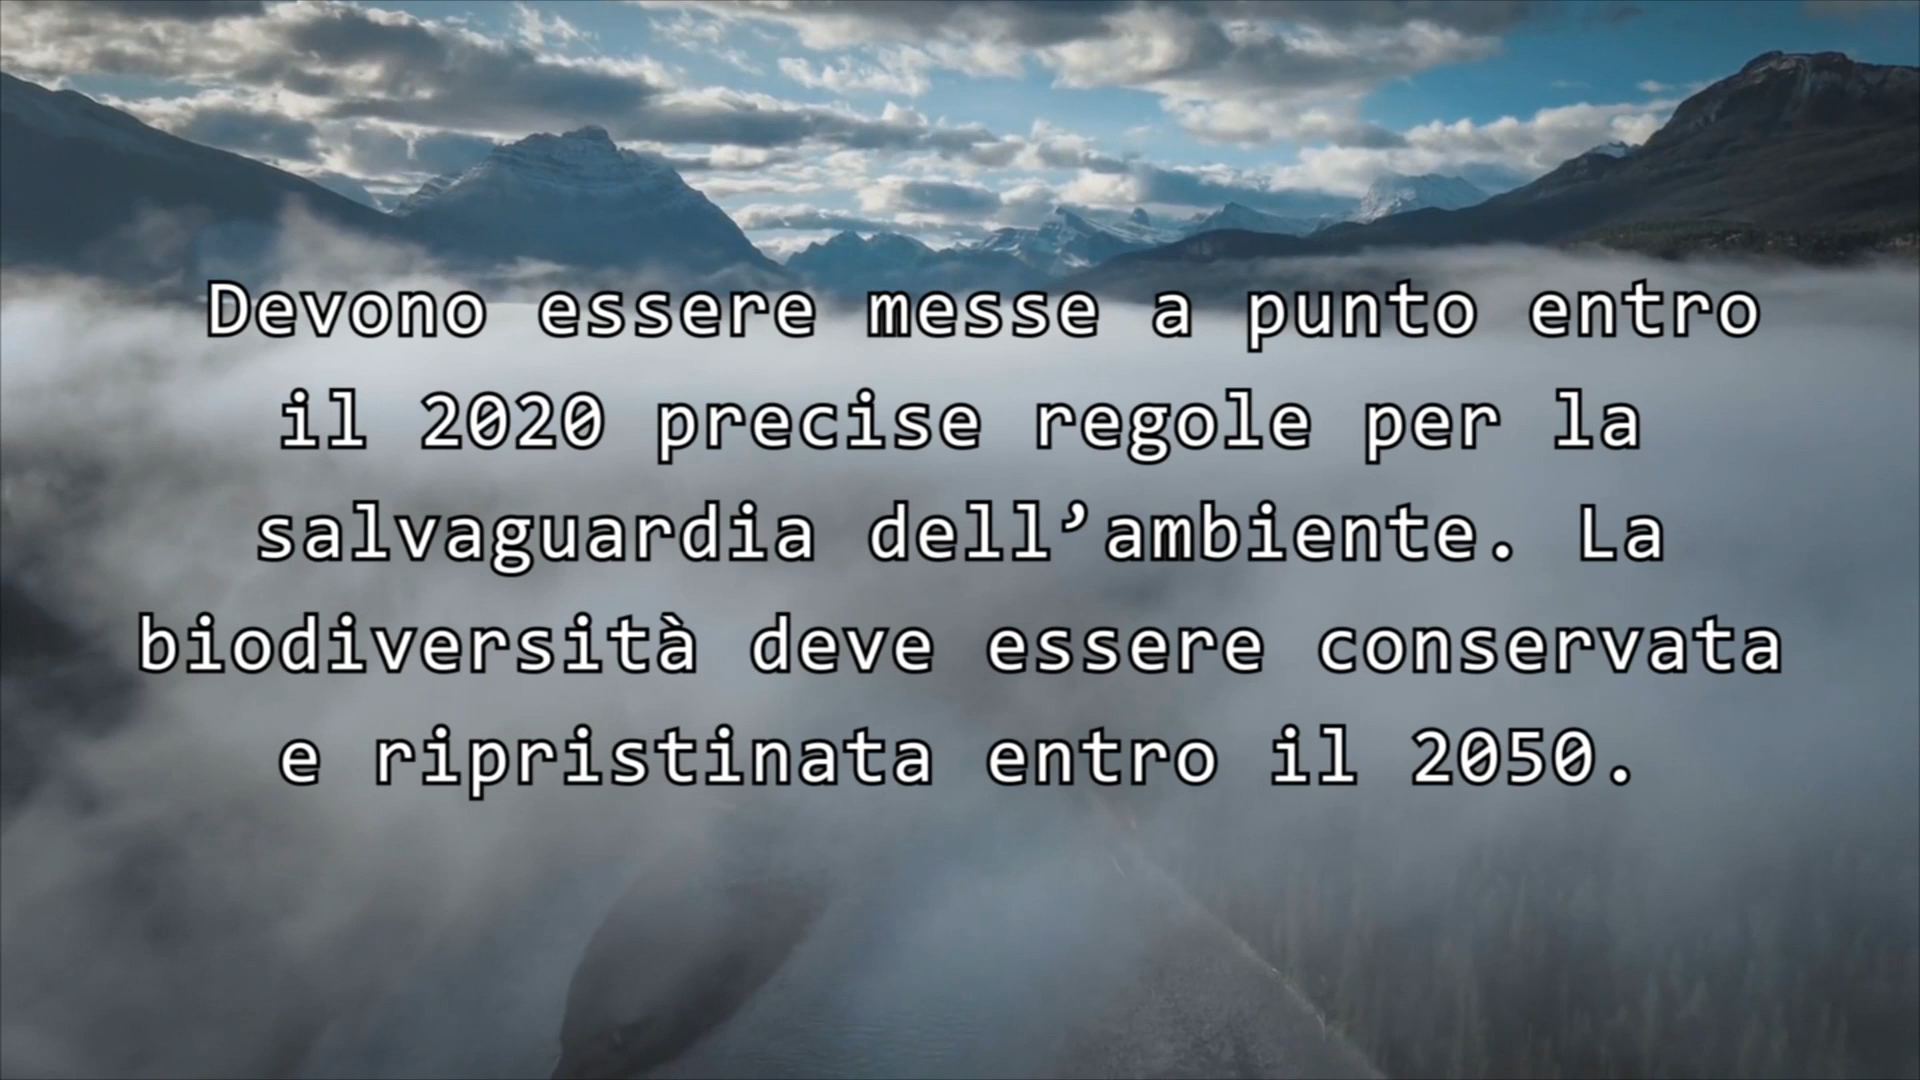 Devono essere messe a punto entro
il 2020 precise regole per la
salvaguardia dell’ambiente. La
biodiversità deve essere conservata
e ripristinata entro il 2050.